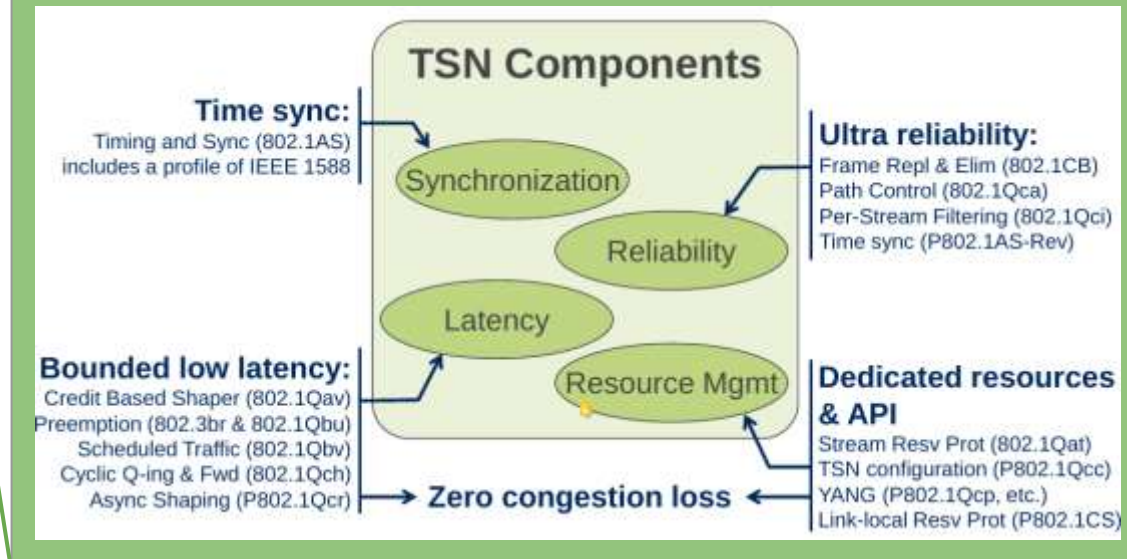 TSN Components
Time sync:
Timing and Sync (802.1AS)
includes a profile of IEEE 1588
Synchronization
Ultra reliability:
Frame Repl & Elim (802.1CB)
Path Control (802.1Qca)
Per-Stream Filtering (802.1Qci)
Time sync (P802.1AS-Rev)
Reliability
Latency
Bounded low latency:
Credit Based Shaper (802.1Qav)
Preemption (802.3br & 802.1Qbu)
Scheduled Traffic (802.1Qbv)
Cyclic Q-ing & Fwd (802.1Qch)
Async Shaping (P802.1Qcr)
Resource Mgmt
Dedicated resources
& API
Stream Resv Prot (802.1Qat)
TSN configuration (P802.1Qcc)
YANG (P802.1Qcp, etc.)
Link-local Resv Prot (P802.1CS)
Zero congestion loss